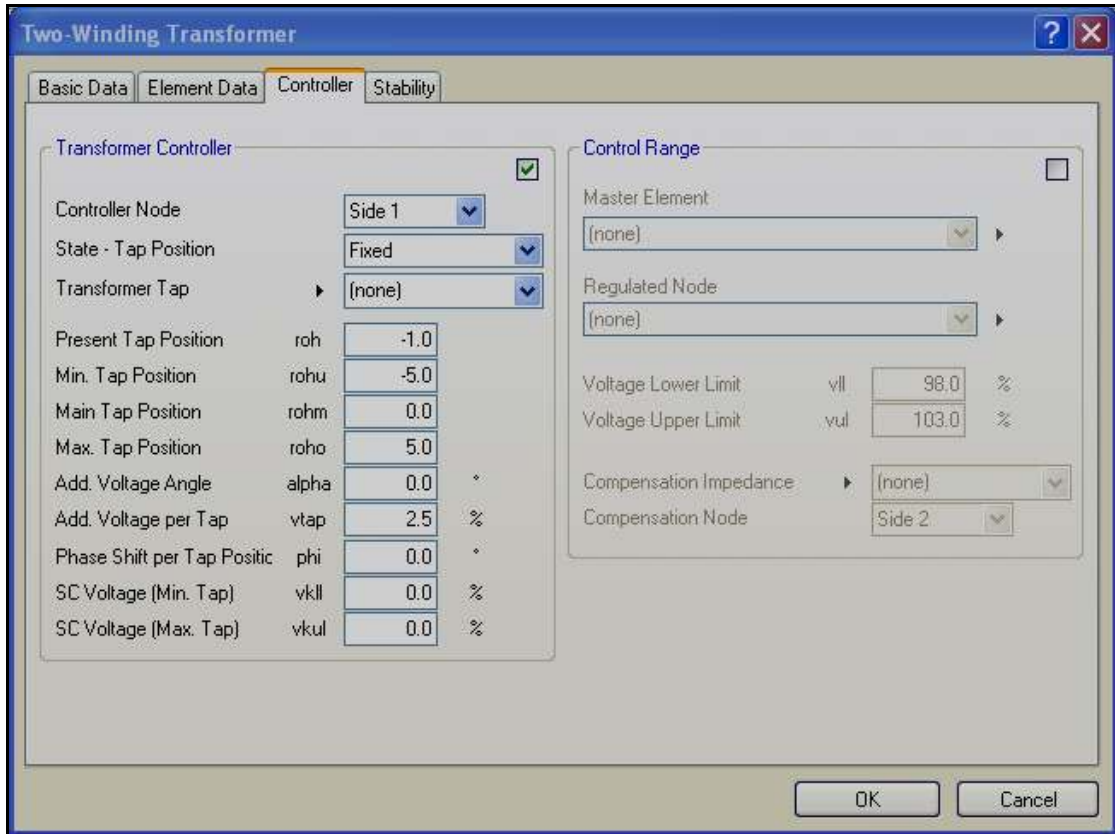 Two-Winding Transformer
Basic Data Element Data Controller Stability
Transformer Controller
Controller Node Side 1
State - Tap Position Fixed
Transformer Tap (none)
Present Tap Position roh -1.0
Min. Tap Position rohu -5.0
Main Tap Position rohm 0.0
Max. Tap Position roho 5.0
Add. Voltage Angle alpha 0.0 °
Add. Voltage per Tap vtap 2.5 %
Phase Shift per Tap Positic phi 0.0 °
SC Voltage (Min. Tap) vkll 0.0 %
SC Voltage (Max. Tap) vkul 0.0 %
Control Range
Master Element
(none)
Regulated Node
(none)
Voltage Lower Limit vll 98.0 %
Voltage Upper Limit vul 103.0 %
Compensation Impedance (none)
Compensation Node Side 2
OK Cancel